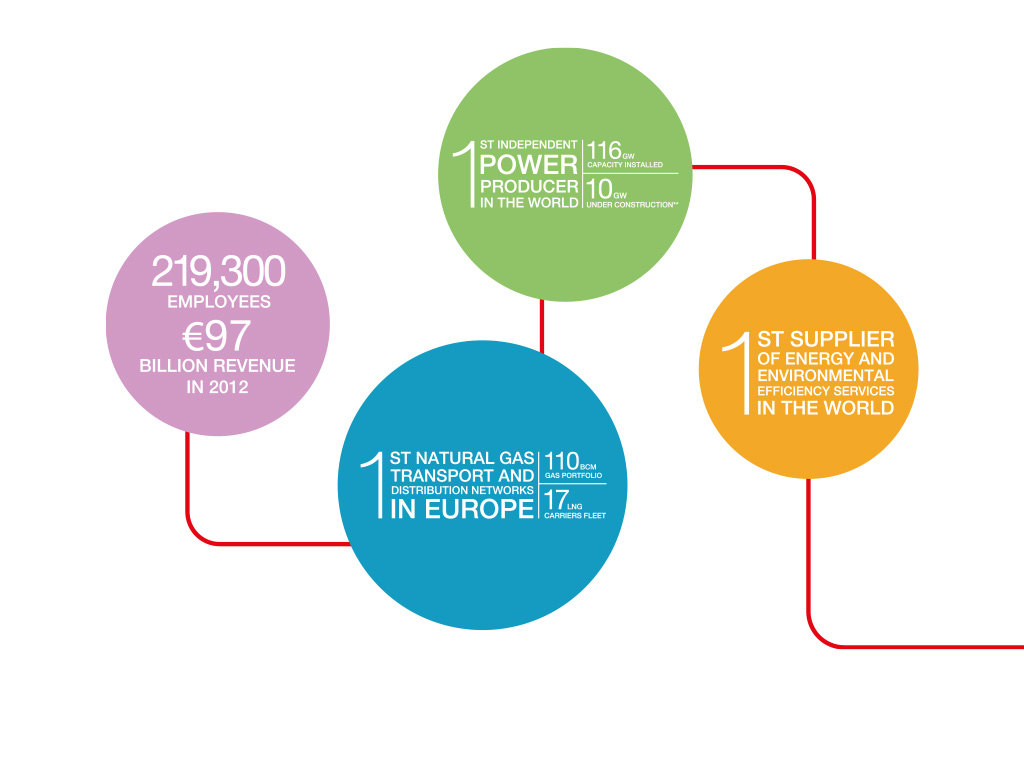 219,300
EMPLOYEES
€97
BILLION REVENUE
IN 2012
1ST NATURAL GAS
TRANSPORT AND
DISTRIBUTION NETWORKS
IN EUROPE
110 BCM
GAS PORTFOLIO
17 LNG
CARRIERS FLEET
1ST INDEPENDENT
POWER
PRODUCER
IN THE WORLD
116 GW
CAPACITY INSTALLED
10 GW
UNDER CONSTRUCTION**
1ST SUPPLIER
OF ENERGY AND
ENVIRONMENTAL
EFFICIENCY SERVICES
IN THE WORLD